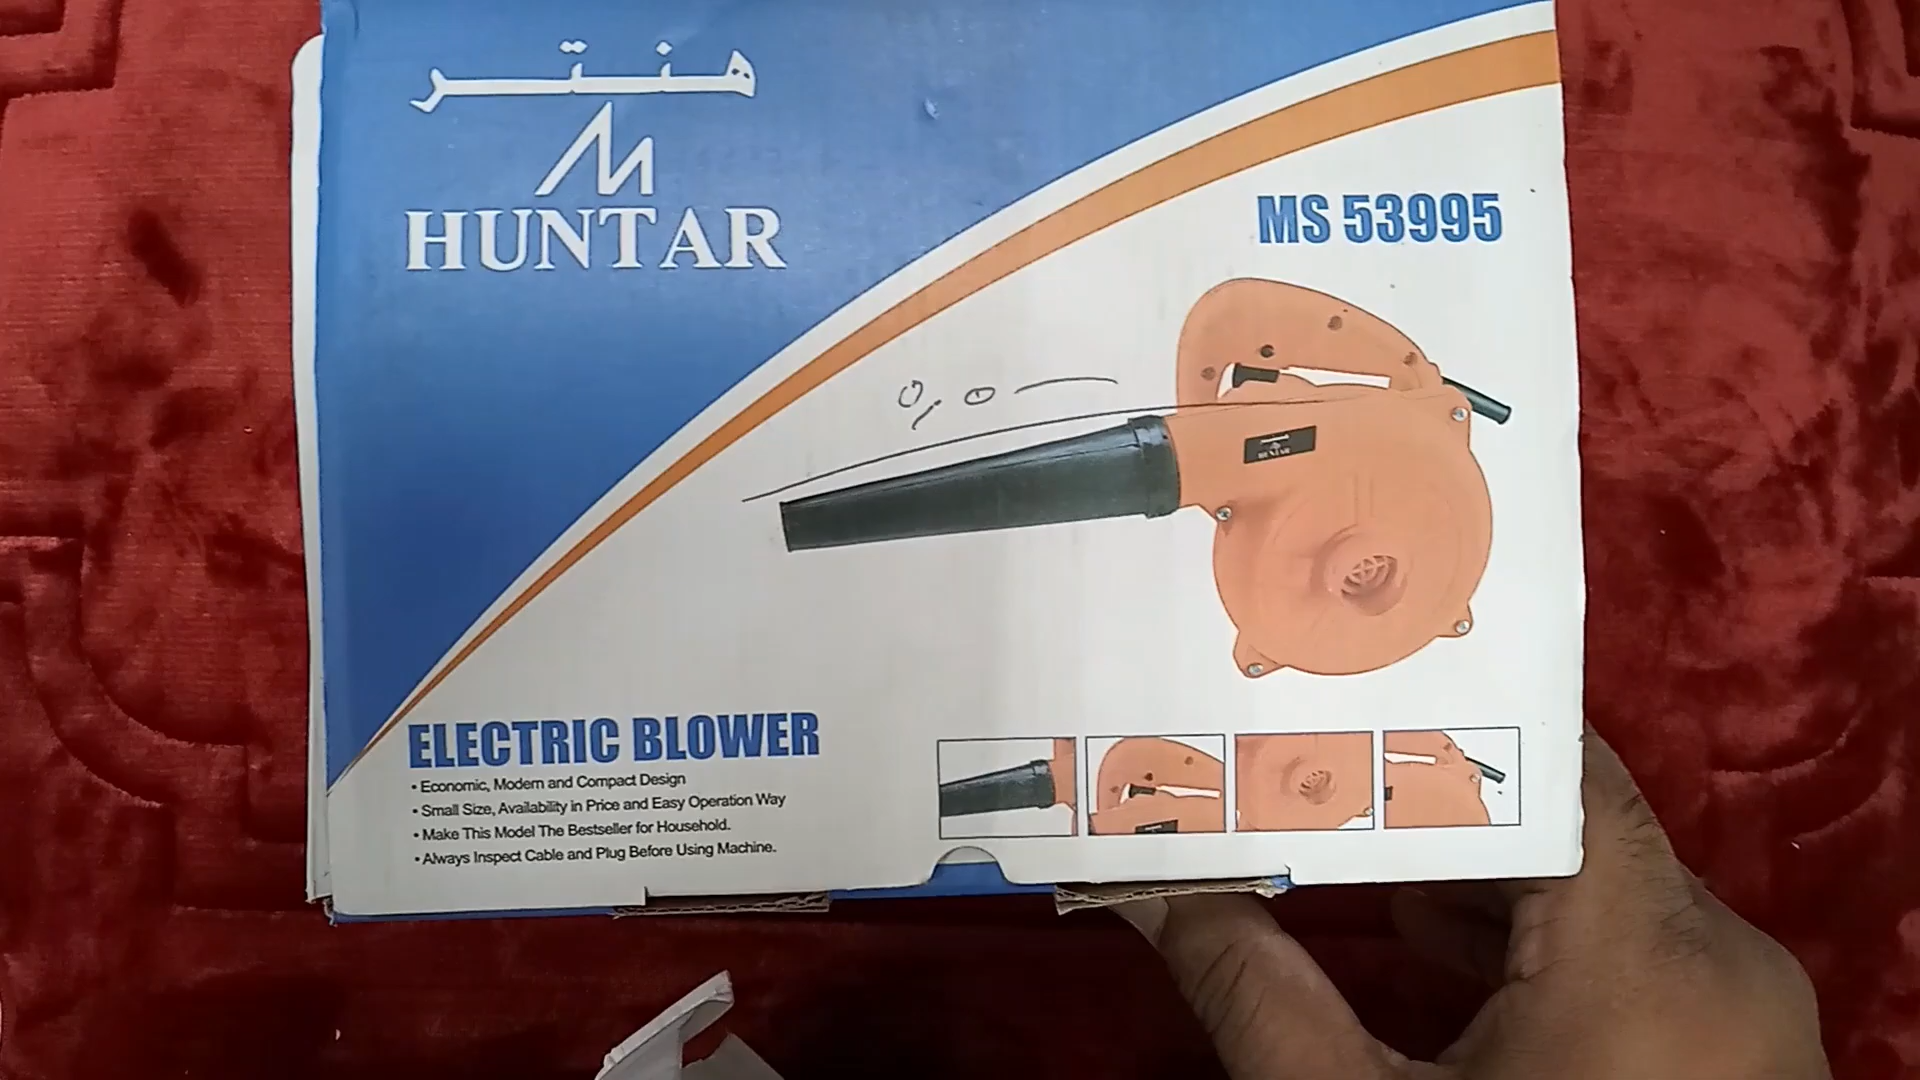 هنتر
HUNTAR
MS 53995
HUNTAR
ELECTRIC BLOWER
• Economic, Modern and Compact Design
• Small Size, Availability in Price and Easy Operation Way
• Make This Model The Bestseller for Household.
• Always Inspect Cable and Plug Before Using Machine.